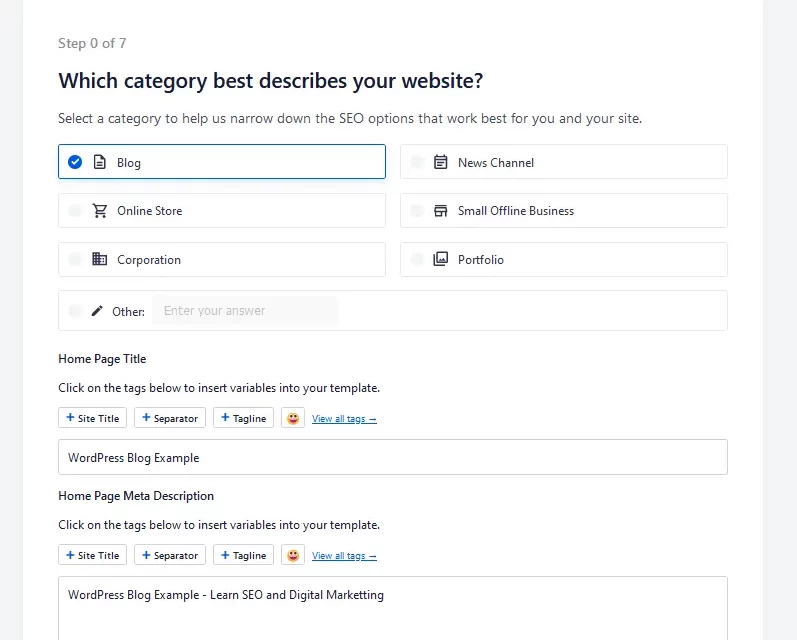 Step 0 of 7
Which category best describes your website?
Select a category to help us narrow down the SEO options that work best for you and your site.
Blog
News Channel
Online Store
Small Offline Business
Corporation
Portfolio
Other: Enter your answer
Home Page Title
Click on the tags below to insert variables into your template.
+ Site Title + Separator + Tagline View all tags →
WordPress Blog Example
Home Page Meta Description
Click on the tags below to insert variables into your template.
+ Site Title + Separator + Tagline View all tags →
WordPress Blog Example - Learn SEO and Digital Marketting